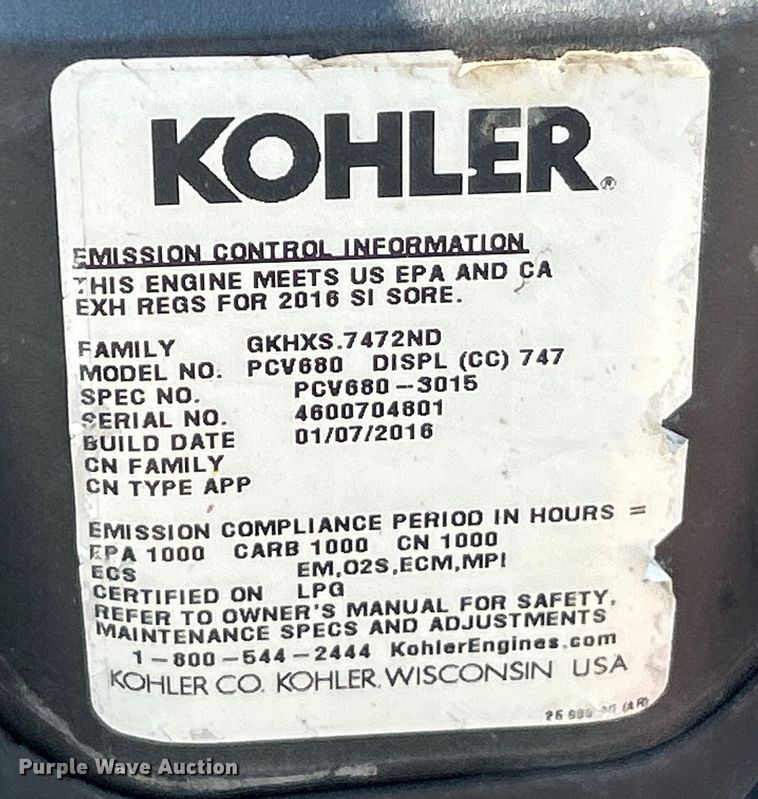 KOHLER®
EMISSION CONTROL INFORMATION
THIS ENGINE MEETS US EPA AND CA
EXH REGS FOR 2016 SI SORE.
FAMILY GKHXS.7472ND
MODEL NO. PCV680 DISPL (CC) 747
SPEC NO. PCV680-3015
SERIAL NO. 4600704801
BUILD DATE 01/07/2016
CN FAMILY
CN TYPE APP
EMISSION COMPLIANCE PERIOD IN HOURS =
EPA 1000 CARB 1000 CN 1000
ECS EM,O2S,ECM,MPI
CERTIFIED ON LPG
REFER TO OWNER'S MANUAL FOR SAFETY,
MAINTENANCE SPECS AND ADJUSTMENTS
1-800-544-2444 KohlerEngines.com
KOHLER CO. KOHLER, WISCONSIN USA
Purple Wave Auction